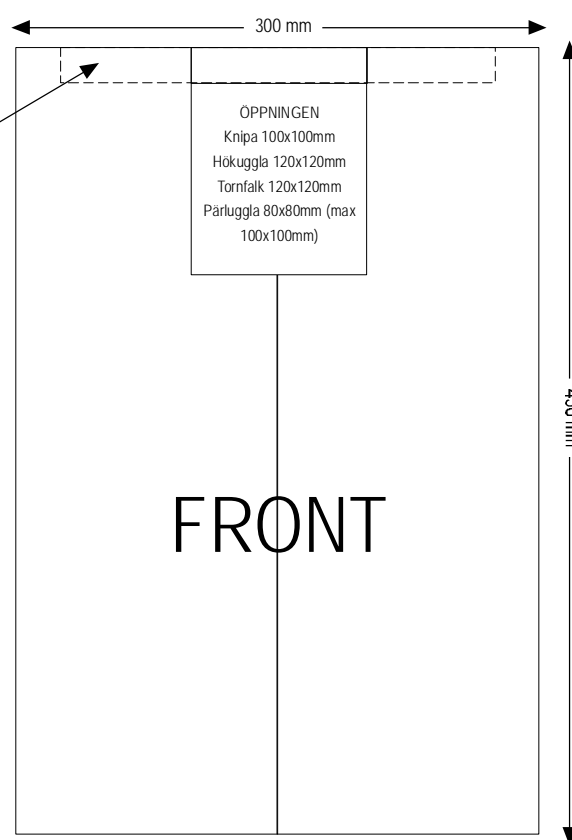 300 mm
ÖPPNINGEN
Knipa 100x100mm
Hökuggla 120x120mm
Tornfalk 120x120mm
Pärluggla 80x80mm (max
100x100mm)
FRONT